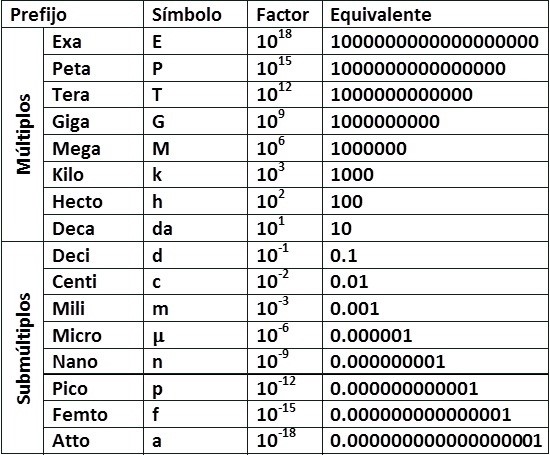 Prefijo Símbolo Factor Equivalente
Múltiplos
Exa E 10^18 1000000000000000000
Peta P 10^15 1000000000000000
Tera T 10^12 1000000000000
Giga G 10^9 1000000000
Mega M 10^6 1000000
Kilo k 10^3 1000
Hecto h 10^2 100
Deca da 10^1 10
Submúltiplos
Deci d 10^-1 0.1
Centi c 10^-2 0.01
Mili m 10^-3 0.001
Micro µ 10^-6 0.000001
Nano n 10^-9 0.000000001
Pico p 10^-12 0.000000000001
Femto f 10^-15 0.000000000000001
Atto a 10^-18 0.000000000000000001